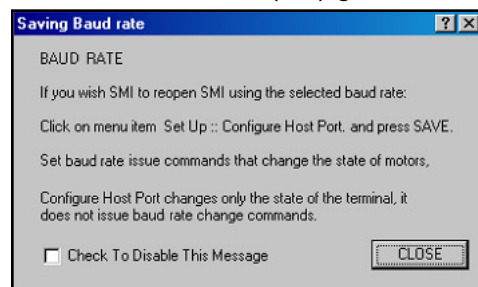 Saving Baud rate
BAUD RATE
If you wish SMI to reopen SMI using the selected baud rate:
Click on menu item Set Up :: Configure Host Port. and press SAVE.
Set baud rate issue commands that change the state of motors,
Configure Host Port changes only the state of the terminal, it
does not issue baud rate change commands.
Check To Disable This Message
CLOSE